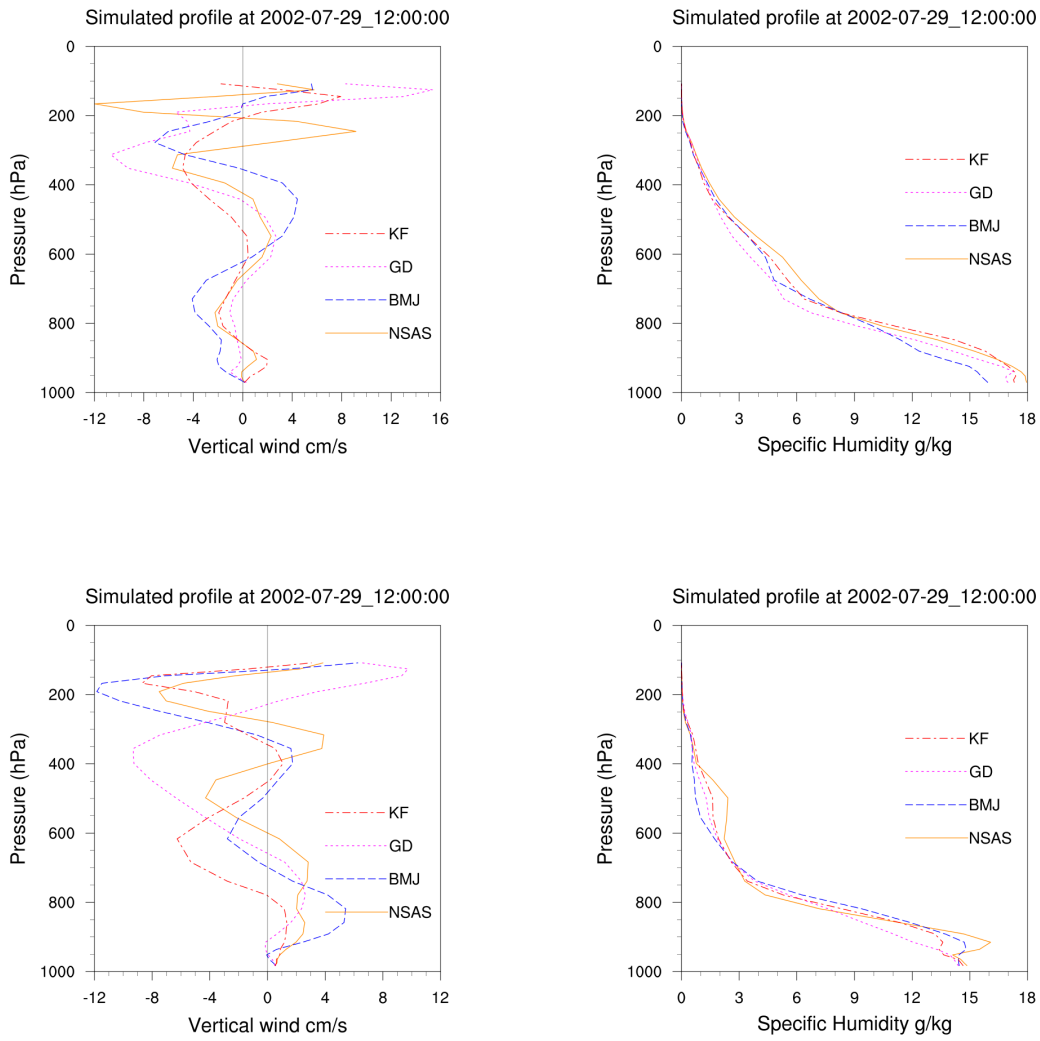 Simulated profile at 2002-07-29_12:00:00
0
200
400
600
800
1000
Pressure (hPa)
KF
GD
BMJ
NSAS
-12 -8 -4 0 4 8 12 16
Vertical wind cm/s
Simulated profile at 2002-07-29_12:00:00
0
200
400
600
800
1000
Pressure (hPa)
KF
GD
BMJ
NSAS
0 3 6 9 12 15 18
Specific Humidity g/kg
Simulated profile at 2002-07-29_12:00:00
0
200
400
600
800
1000
Pressure (hPa)
KF
GD
BMJ
NSAS
-12 -8 -4 0 4 8 12
Vertical wind cm/s
Simulated profile at 2002-07-29_12:00:00
0
200
400
600
800
1000
Pressure (hPa)
KF
GD
BMJ
NSAS
0 3 6 9 12 15 18
Specific Humidity g/kg